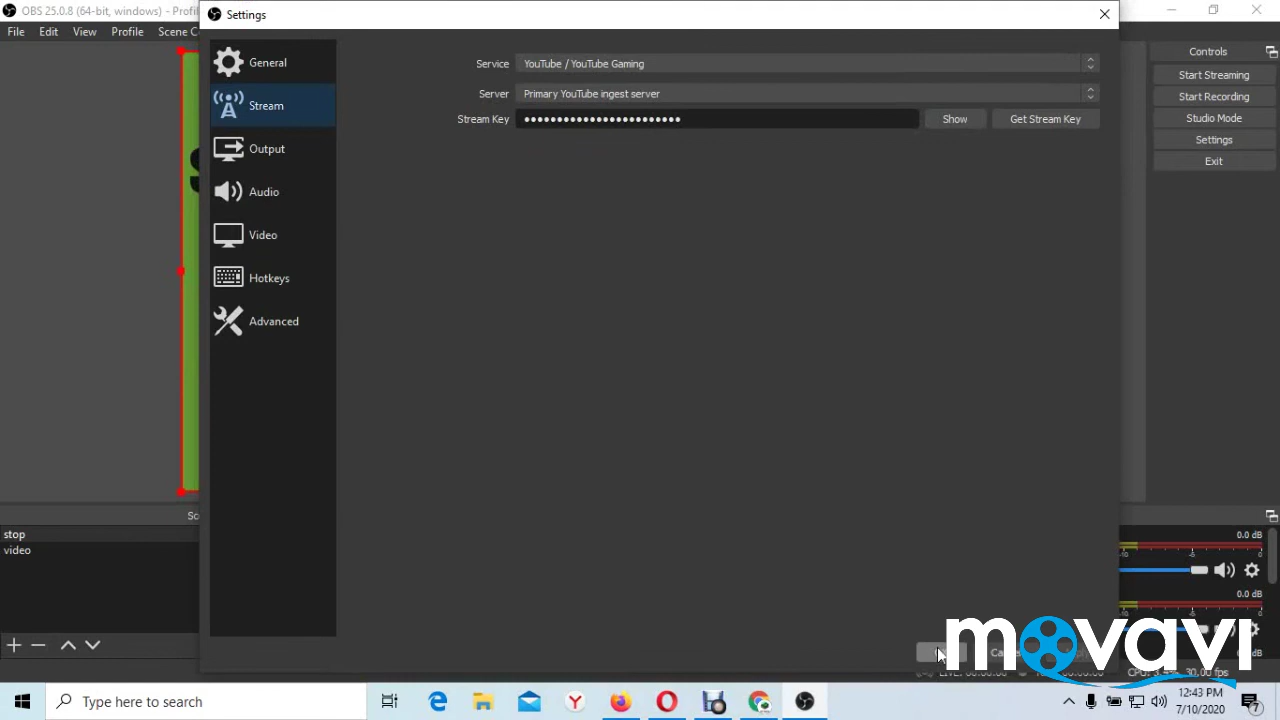 OBS 25.0.8 (64-bit, windows) - Profil
Settings
File Edit View Profile Scene C
General
Stream
Output
Audio
Video
Hotkeys
Advanced
Service YouTube / YouTube Gaming
Server Primary YouTube ingest server
Stream Key •••••••••••••••••••••••• Show Get Stream Key
Controls
Start Streaming
Start Recording
Studio Mode
Settings
Exit
Sc
stop
video
0.0 dB
0.0 dB
movavi
Type here to search
12:43 PM
7/10/2020
7